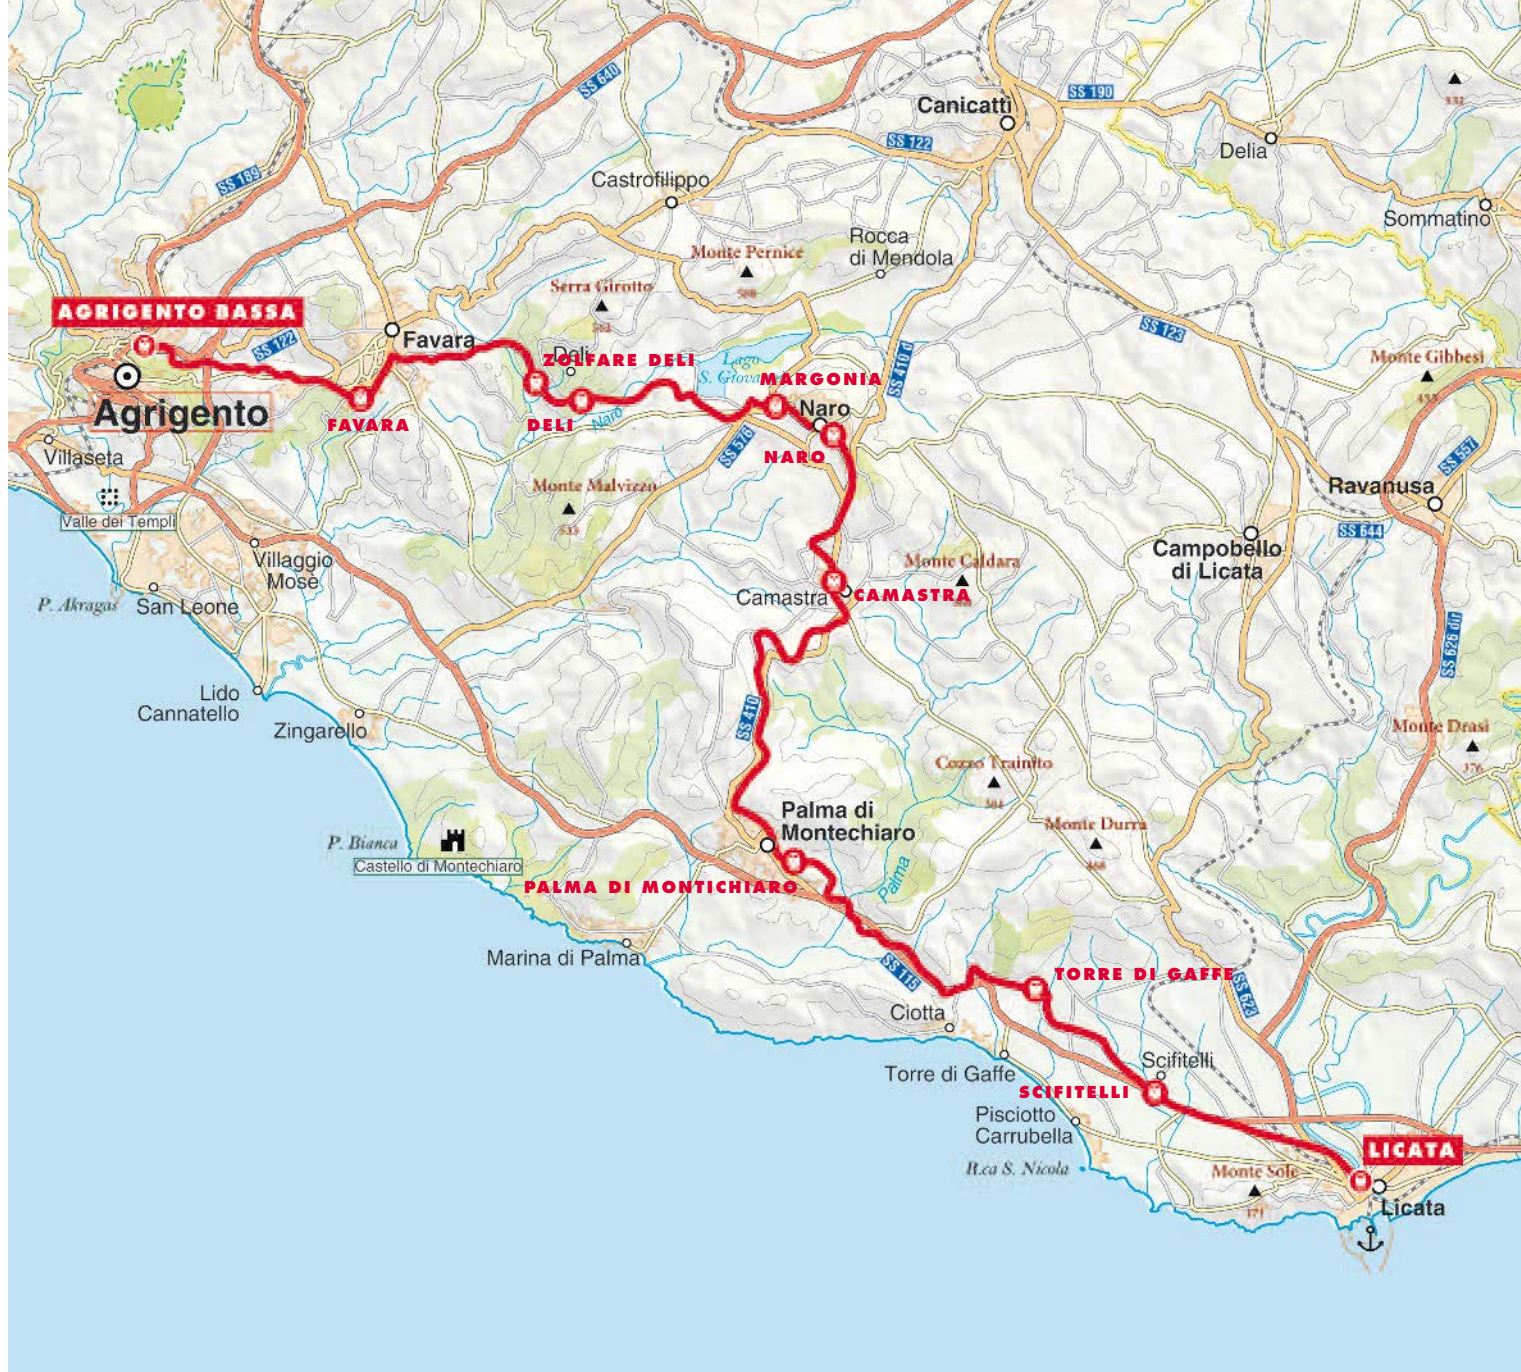 SS 640
932
Canicatti
SS 190
SS 122
Delia
SS 189
Castrofilippo
Sommatino
Rocca
di Mendola
Monte Pernice
Serra Girotto
AGRIGENTO BASSA
SS 123
SS 122
Favara
Deli
ZOLFARE DELI
Lago
S. Giova
SS 410 d
Monte Gibbesi
MARGONIA
Naro
Agrigento
FAVARA
DELI
Naro
SS 576
NARO
Villaseta
SS 557
Monte Malvizzo
Ravanusa
Valle dei Templi
533
SS 644
Campobello
di Licata
Villaggio
Mosè
Monte Caldara
P. Akragas
San Leone
Camastra
CAMASTRA
SS 626 dir
Lido
Cannatello
Zingarello
SS 410
Monte Drasi
376
Cozzo Trainito
Palma di
Montechiaro
Monte Durra
P. Bianca
Castello di Montechiaro
Palma
PALMA DI MONTICHIARO
Marina di Palma
SS 115
TORRE DI GAFFE
SS 623
Ciotta
Torre di Gaffe
Scifitelli
SCIFITELLI
Pisciotto
Carrubella
LICATA
R.ca S. Nicola
Monte Sole
171
Licata